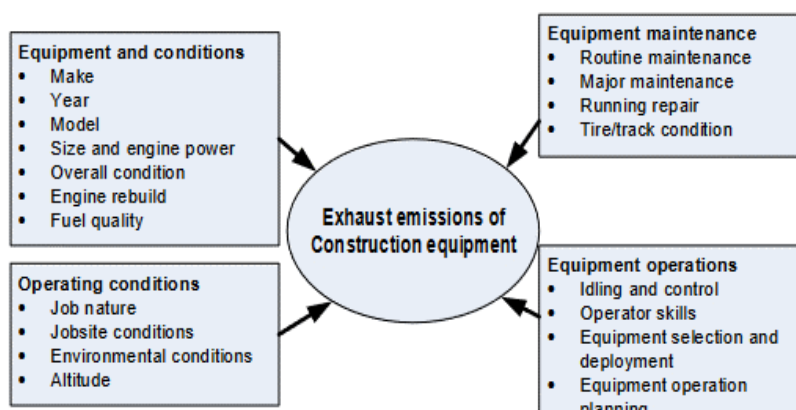 Equipment and conditions
• Make
• Year
• Model
• Size and engine power
• Overall condition
• Engine rebuild
• Fuel quality
Equipment maintenance
• Routine maintenance
• Major maintenance
• Running repair
• Tire/track condition
Exhaust emissions of
Construction equipment
Operating conditions
• Job nature
• Jobsite conditions
• Environmental conditions
• Altitude
Equipment operations
• Idling and control
• Operator skills
• Equipment selection and
deployment
• Equipment operation
planning